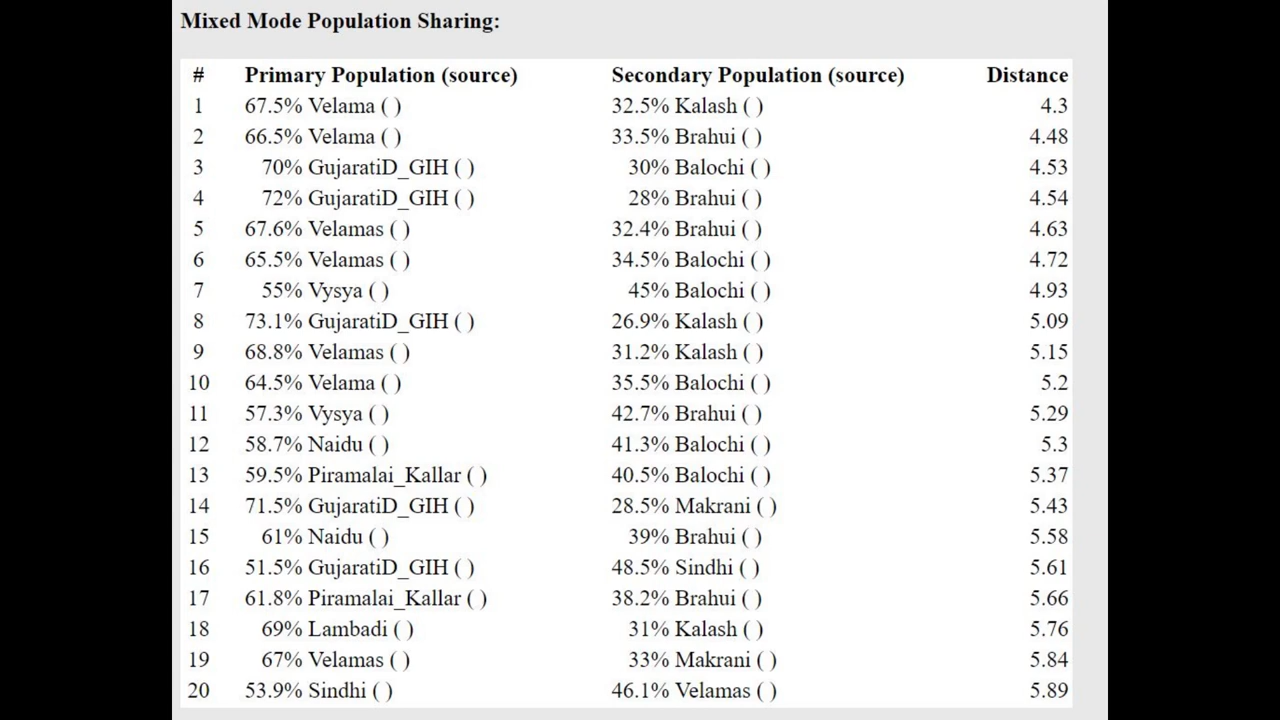 Mixed Mode Population Sharing:
# Primary Population (source) Secondary Population (source) Distance
1 67.5% Velama ( ) 32.5% Kalash ( ) 4.3
2 66.5% Velama ( ) 33.5% Brahui ( ) 4.48
3 70% GujaratiD_GIH ( ) 30% Balochi ( ) 4.53
4 72% GujaratiD_GIH ( ) 28% Brahui ( ) 4.54
5 67.6% Velamas ( ) 32.4% Brahui ( ) 4.63
6 65.5% Velamas ( ) 34.5% Balochi ( ) 4.72
7 55% Vysya ( ) 45% Balochi ( ) 4.93
8 73.1% GujaratiD_GIH ( ) 26.9% Kalash ( ) 5.09
9 68.8% Velamas ( ) 31.2% Kalash ( ) 5.15
10 64.5% Velama ( ) 35.5% Balochi ( ) 5.2
11 57.3% Vysya ( ) 42.7% Brahui ( ) 5.29
12 58.7% Naidu ( ) 41.3% Balochi ( ) 5.3
13 59.5% Piramalai_Kallar ( ) 40.5% Balochi ( ) 5.37
14 71.5% GujaratiD_GIH ( ) 28.5% Makrani ( ) 5.43
15 61% Naidu ( ) 39% Brahui ( ) 5.58
16 51.5% GujaratiD_GIH ( ) 48.5% Sindhi ( ) 5.61
17 61.8% Piramalai_Kallar ( ) 38.2% Brahui ( ) 5.66
18 69% Lambadi ( ) 31% Kalash ( ) 5.76
19 67% Velamas ( ) 33% Makrani ( ) 5.84
20 53.9% Sindhi ( ) 46.1% Velamas ( ) 5.89